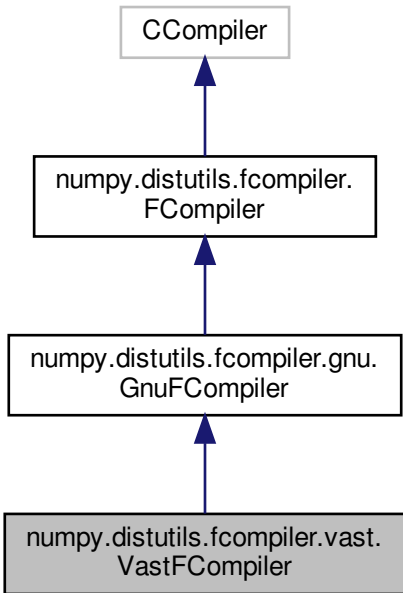 CCompiler
numpy.distutils.fcompiler.
FCompiler
numpy.distutils.fcompiler.gnu.
GnuFCompiler
numpy.distutils.fcompiler.vast.
VastFCompiler